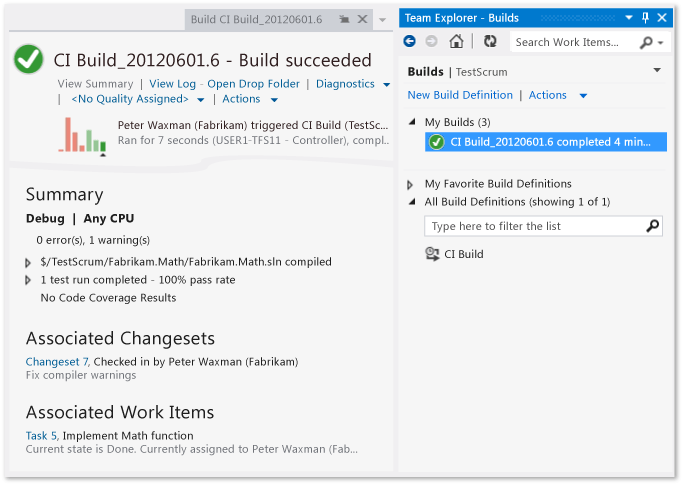 Build CI Build_20120601.6
CI Build_20120601.6 - Build succeeded
View Summary | View Log - Open Drop Folder | Diagnostics
| <No Quality Assigned> | Actions
Peter Waxman (Fabrikam) triggered CI Build (TestSc...
Ran for 7 seconds (USER1-TFS11 - Controller), compl...
Summary
Debug | Any CPU
0 error(s), 1 warning(s)
$/TestScrum/Fabrikam.Math/Fabrikam.Math.sln compiled
1 test run completed - 100% pass rate
No Code Coverage Results
Associated Changesets
Changeset 7, Checked in by Peter Waxman (Fabrikam)
Fix compiler warnings
Associated Work Items
Task 5, Implement Math function
Current state is Done. Currently assigned to Peter Waxman (Fab...
Team Explorer - Builds
Search Work Items...
Builds | TestScrum
New Build Definition | Actions
My Builds (3)
CI Build_20120601.6 completed 4 min...
My Favorite Build Definitions
All Build Definitions (showing 1 of 1)
Type here to filter the list
CI Build